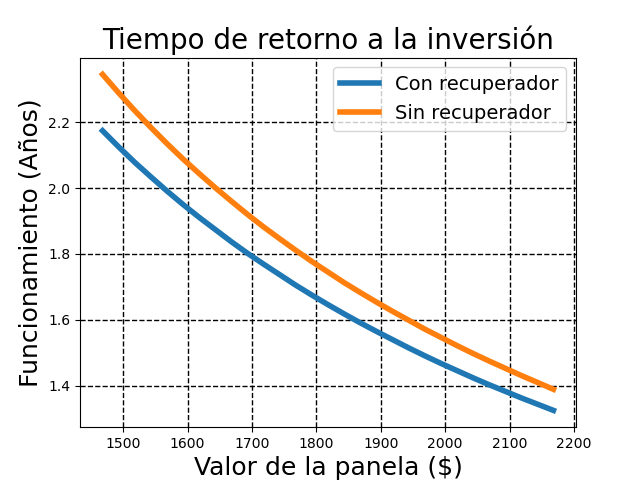 Tiempo de retorno a la inversión
Con recuperador
Sin recuperador
Funcionamiento (Años)
2.2
2.0
1.8
1.6
1.4
1500 1600 1700 1800 1900 2000 2100 2200
Valor de la panela ($)